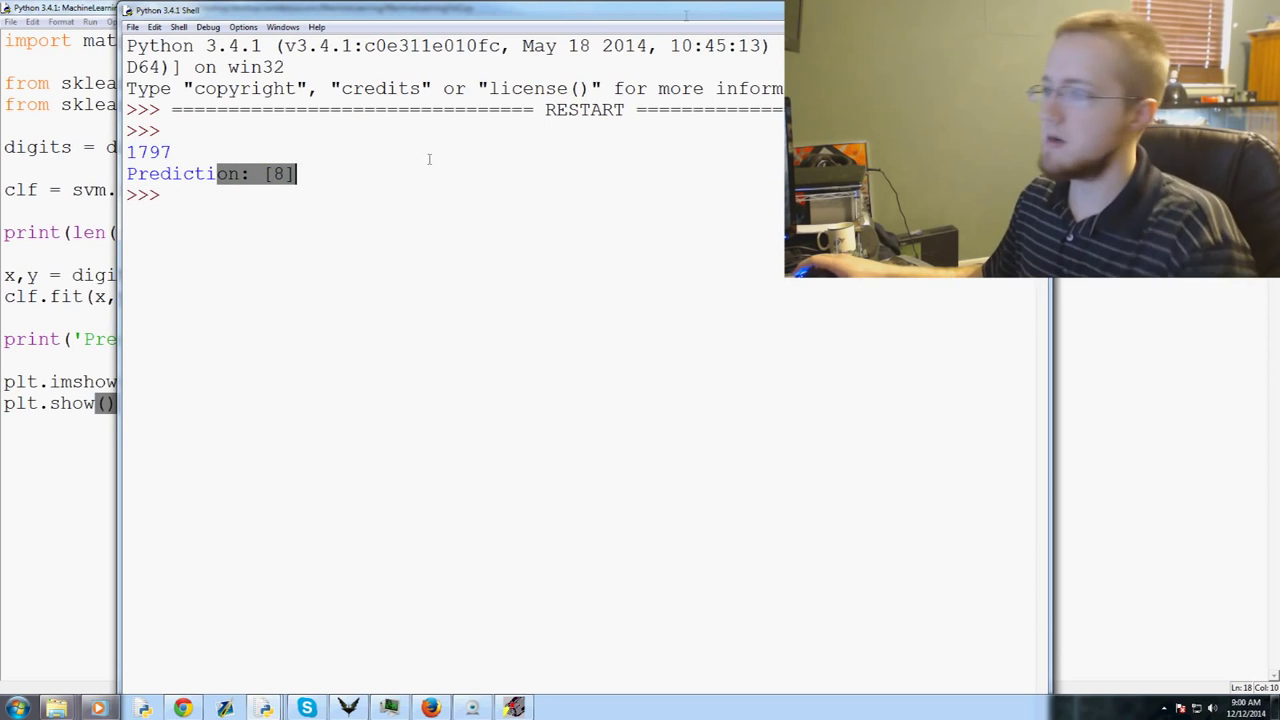 Python 3.4.1: MachineLearning
File Edit Format Run
import mat
from sklea
from sklea
digits = d
clf = svm.
print(len(
x,y = digi
clf.fit(x,
print('Pre
plt.imshow
plt.show()
Python 3.4.1 Shell
File Edit Shell Debug Options Windows Help
Python 3.4.1 (v3.4.1:c0e311e010fc, May 18 2014, 10:45:13)
D64)] on win32
Type "copyright", "credits" or "license()" for more inform
>>> ================================ RESTART =============
>>>
1797
Prediction: [8]
>>>
Ln: 18 Col: 10
9:00 AM
12/12/2014